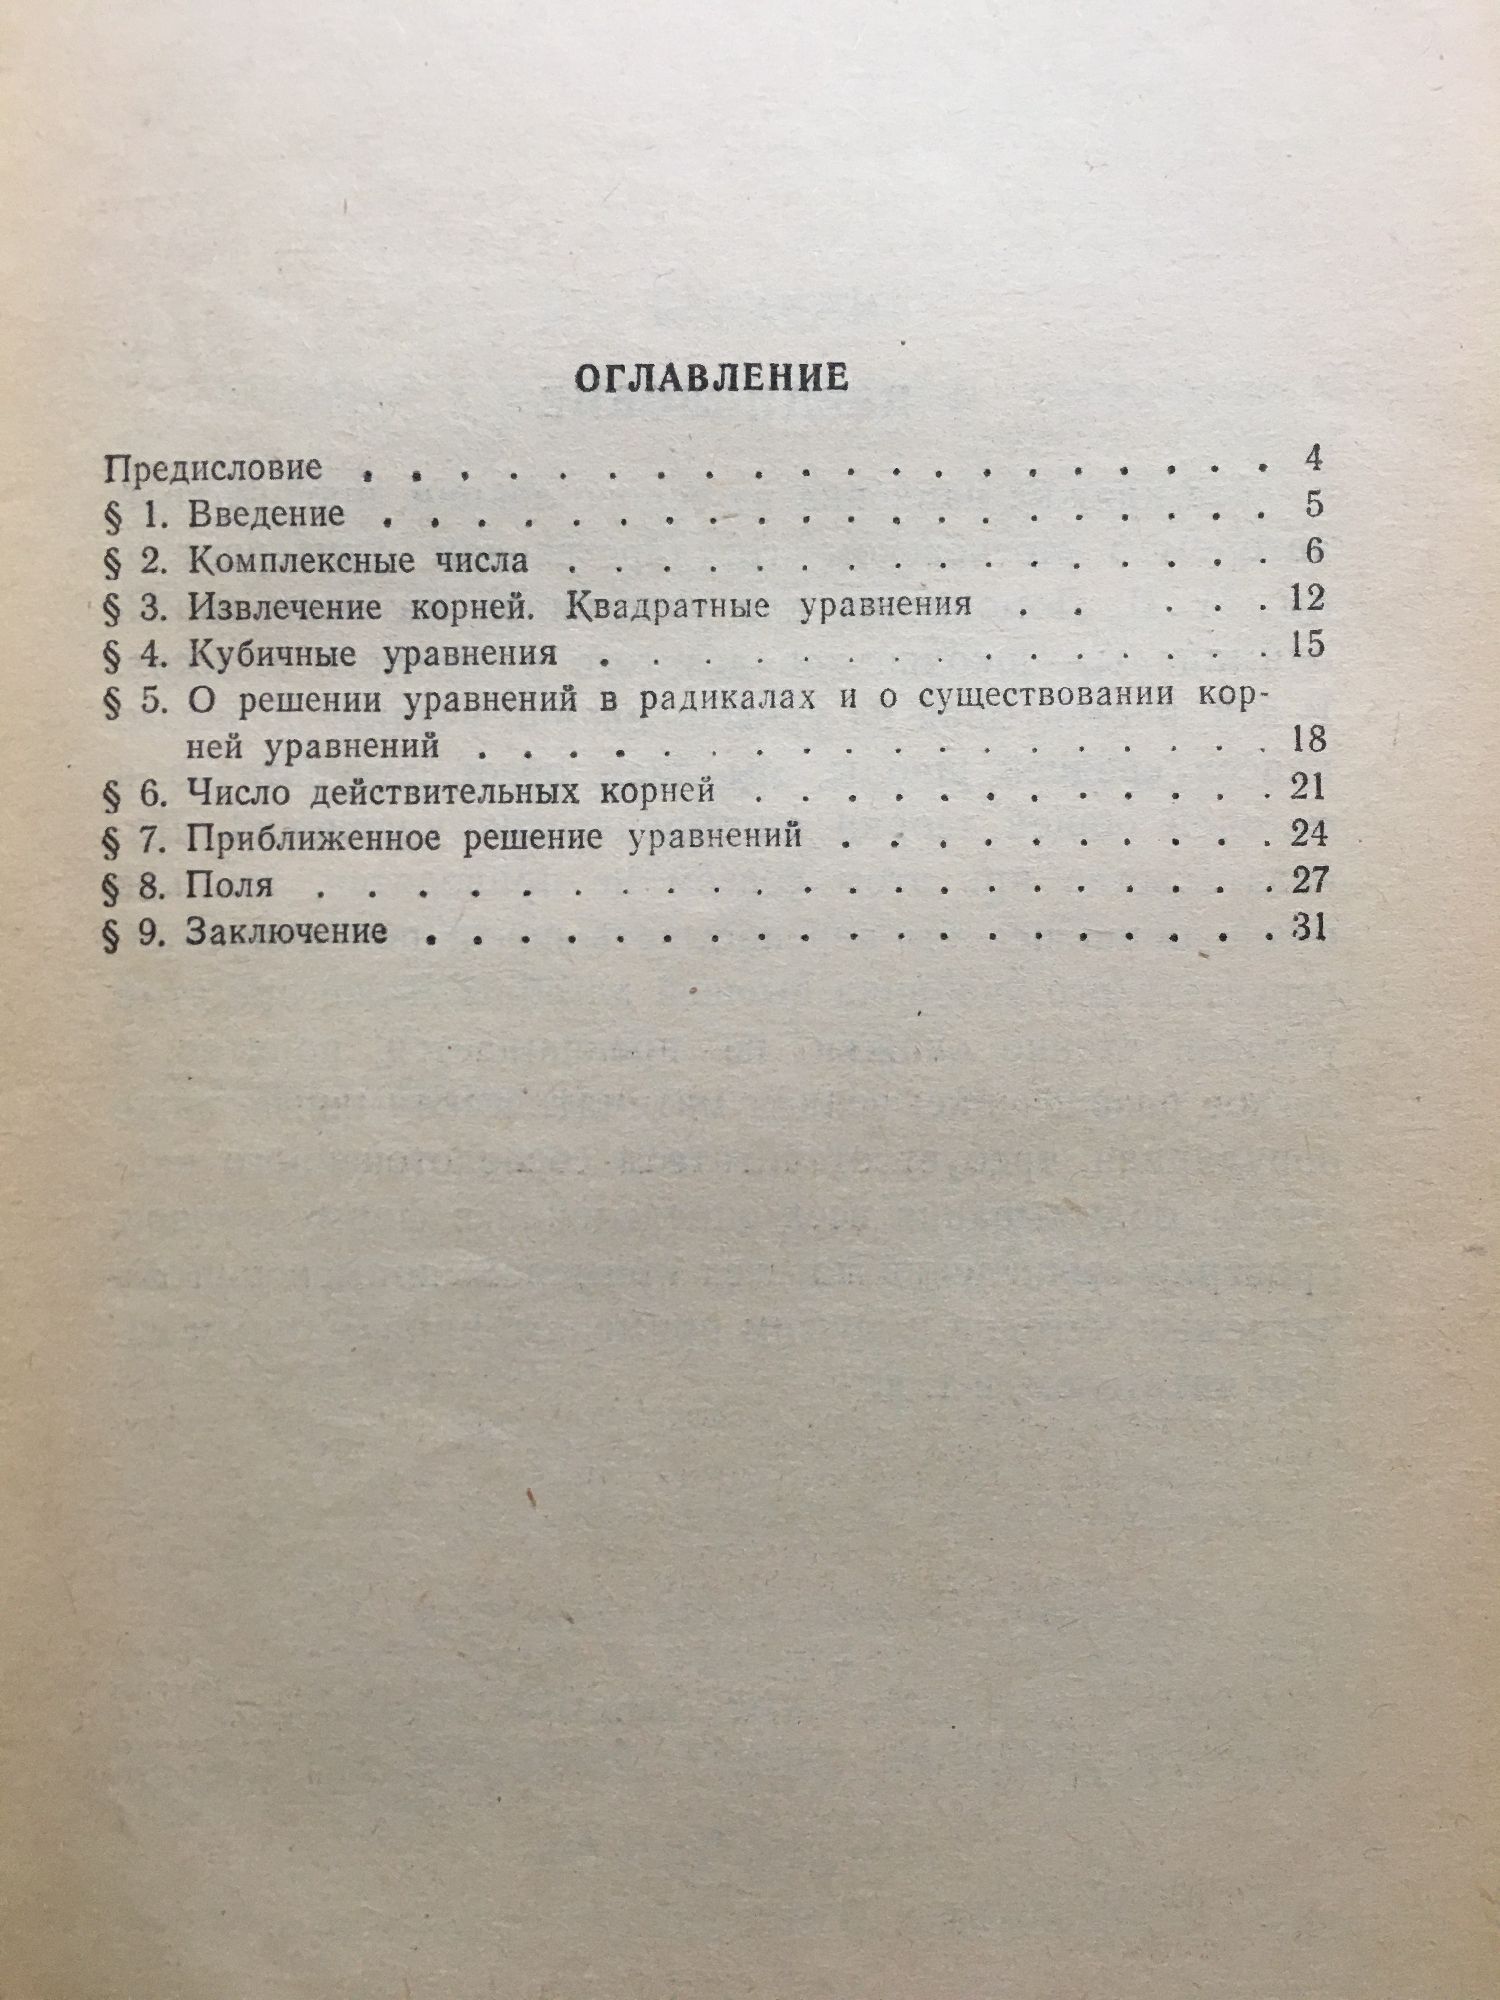 ОГЛАВЛЕНИЕ
Предисловие . . . . . . . . . . . . . . . . . . . . 4
§ 1. Введение . . . . . . . . . . . . . . . . . . . . 5
§ 2. Комплексные числа . . . . . . . . . . . . . . . . 6
§ 3. Извлечение корней. Квадратные уравнения . . . . . 12
§ 4. Кубичные уравнения . . . . . . . . . . . . . . . 15
§ 5. О решении уравнений в радикалах и о существовании кор-
ней уравнений . . . . . . . . . . . . . . . . . . 18
§ 6. Число действительных корней . . . . . . . . . . . . 21
§ 7. Приближенное решение уравнений . . . . . . . . . . 24
§ 8. Поля . . . . . . . . . . . . . . . . . . . . . 27
§ 9. Заключение . . . . . . . . . . . . . . . . . . . 31